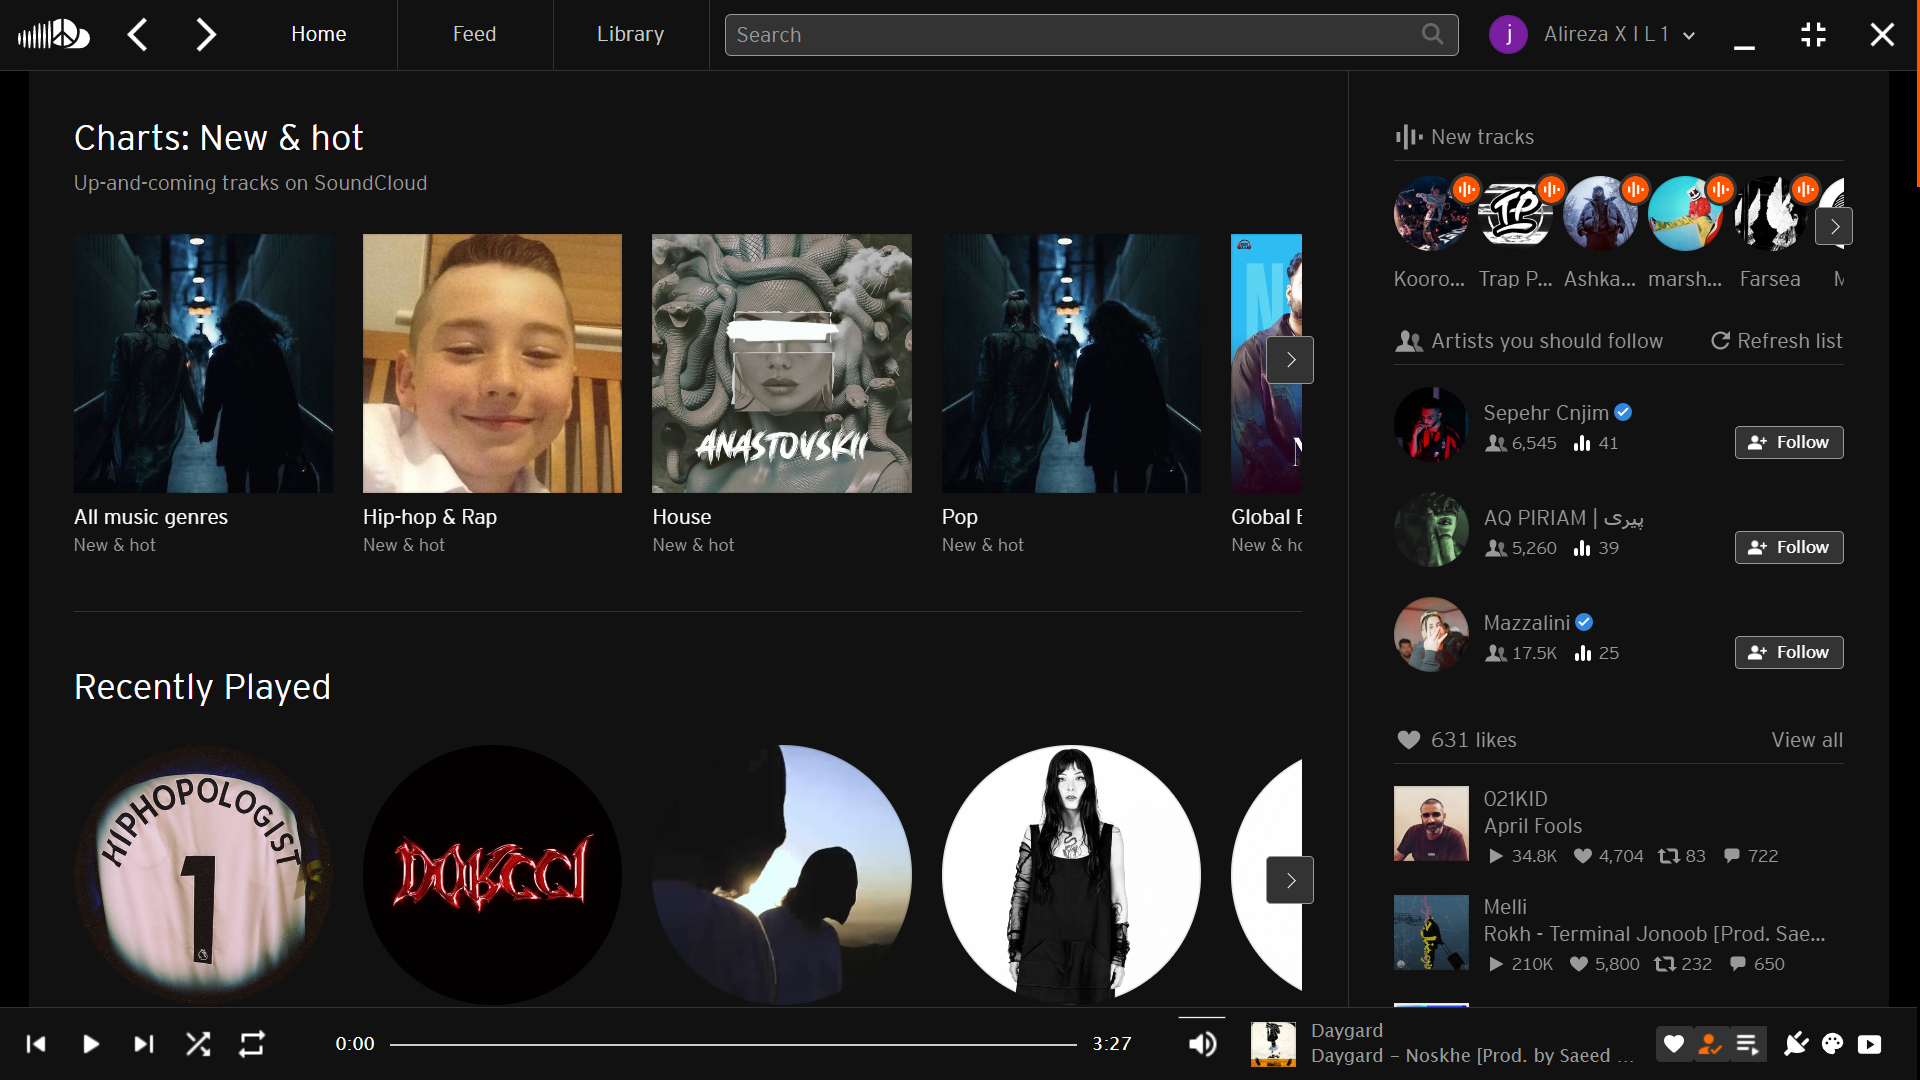 Home
Feed
Library
Search
j
Alireza X I L 1
Charts: New & hot
Up-and-coming tracks on SoundCloud
ANASTOVSKII
All music genres
New & hot
Hip-hop & Rap
New & hot
House
New & hot
Pop
New & hot
Global
New & ho
Recently Played
HIPHOPOLOGIST
1
DOKCCI
New tracks
TP
Kooro...
Trap P...
Ashka...
marsh...
Farsea
Artists you should follow
Refresh list
Sepehr Cnjim
6,545
41
Follow
AQ PIRIAM | پیری
5,260
39
Follow
Mazzalini
17.5K
25
Follow
631 likes
View all
021KID
April Fools
34.8K
4,704
83
722
Melli
Rokh - Terminal Jonoob [Prod. Sae...
210K
5,800
232
650
0:00
3:27
Daygard
Daygard – Noskhe [Prod. by Saeed ...